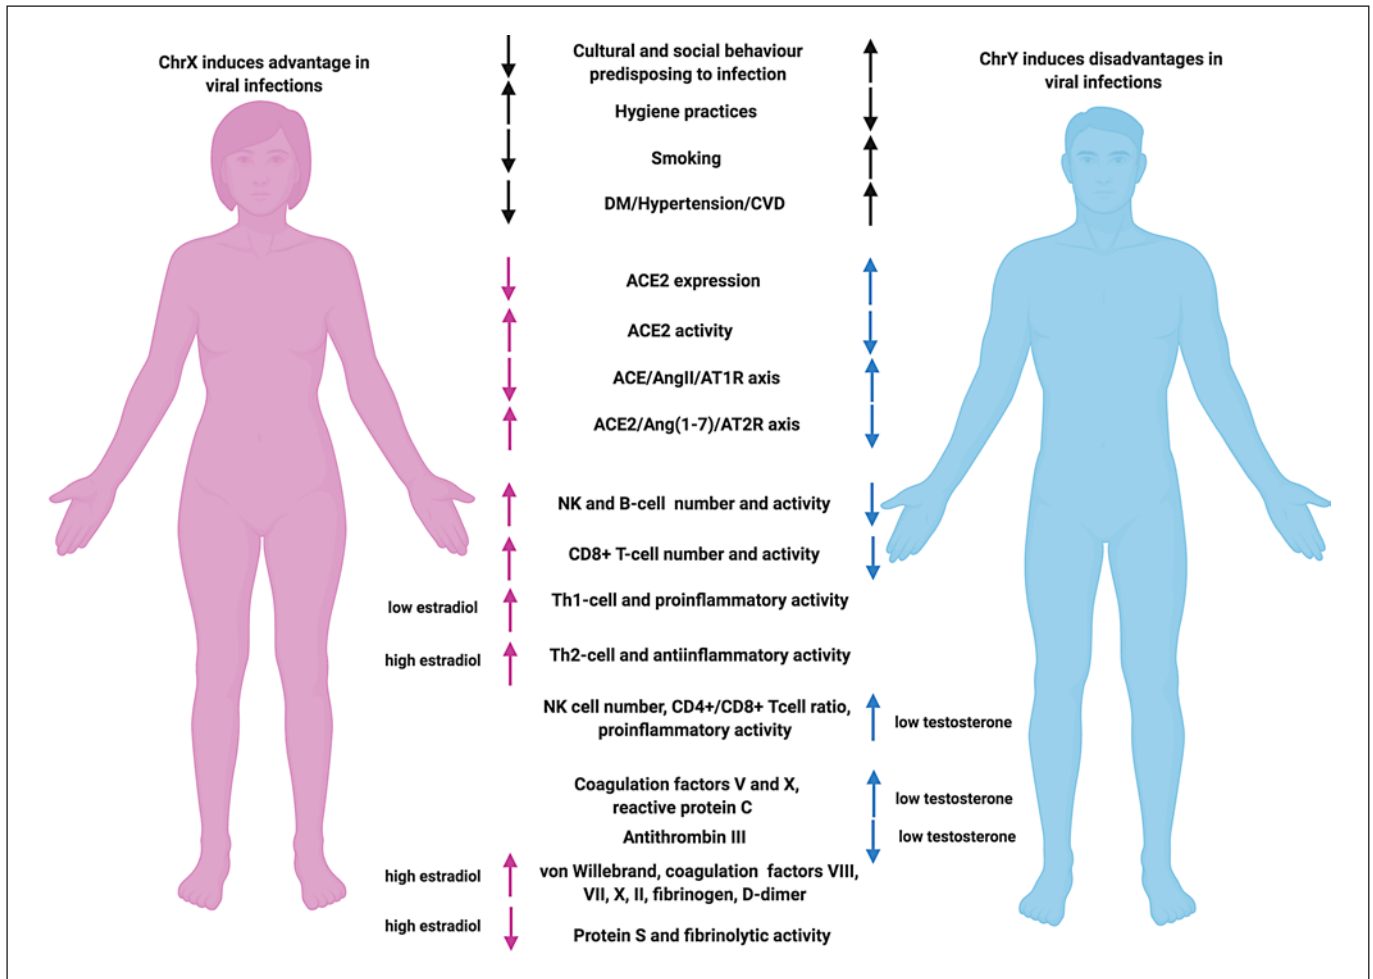 ChrX induces advantage in
viral infections
Cultural and social behaviour
predisposing to infection
ChrY induces disadvantages in
viral infections
Hygiene practices
Smoking
DM/Hypertension/CVD
ACE2 expression
ACE2 activity
ACE/AngII/AT1R axis
ACE2/Ang(1-7)/AT2R axis
NK and B-cell number and activity
CD8+ T-cell number and activity
low estradiol
Th1-cell and proinflammatory activity
high estradiol
Th2-cell and antiinflammatory activity
NK cell number, CD4+/CD8+ Tcell ratio,
proinflammatory activity
low testosterone
Coagulation factors V and X,
reactive protein C
low testosterone
Antithrombin III
low testosterone
high estradiol
von Willebrand, coagulation factors VIII,
VII, X, II, fibrinogen, D-dimer
high estradiol
Protein S and fibrinolytic activity